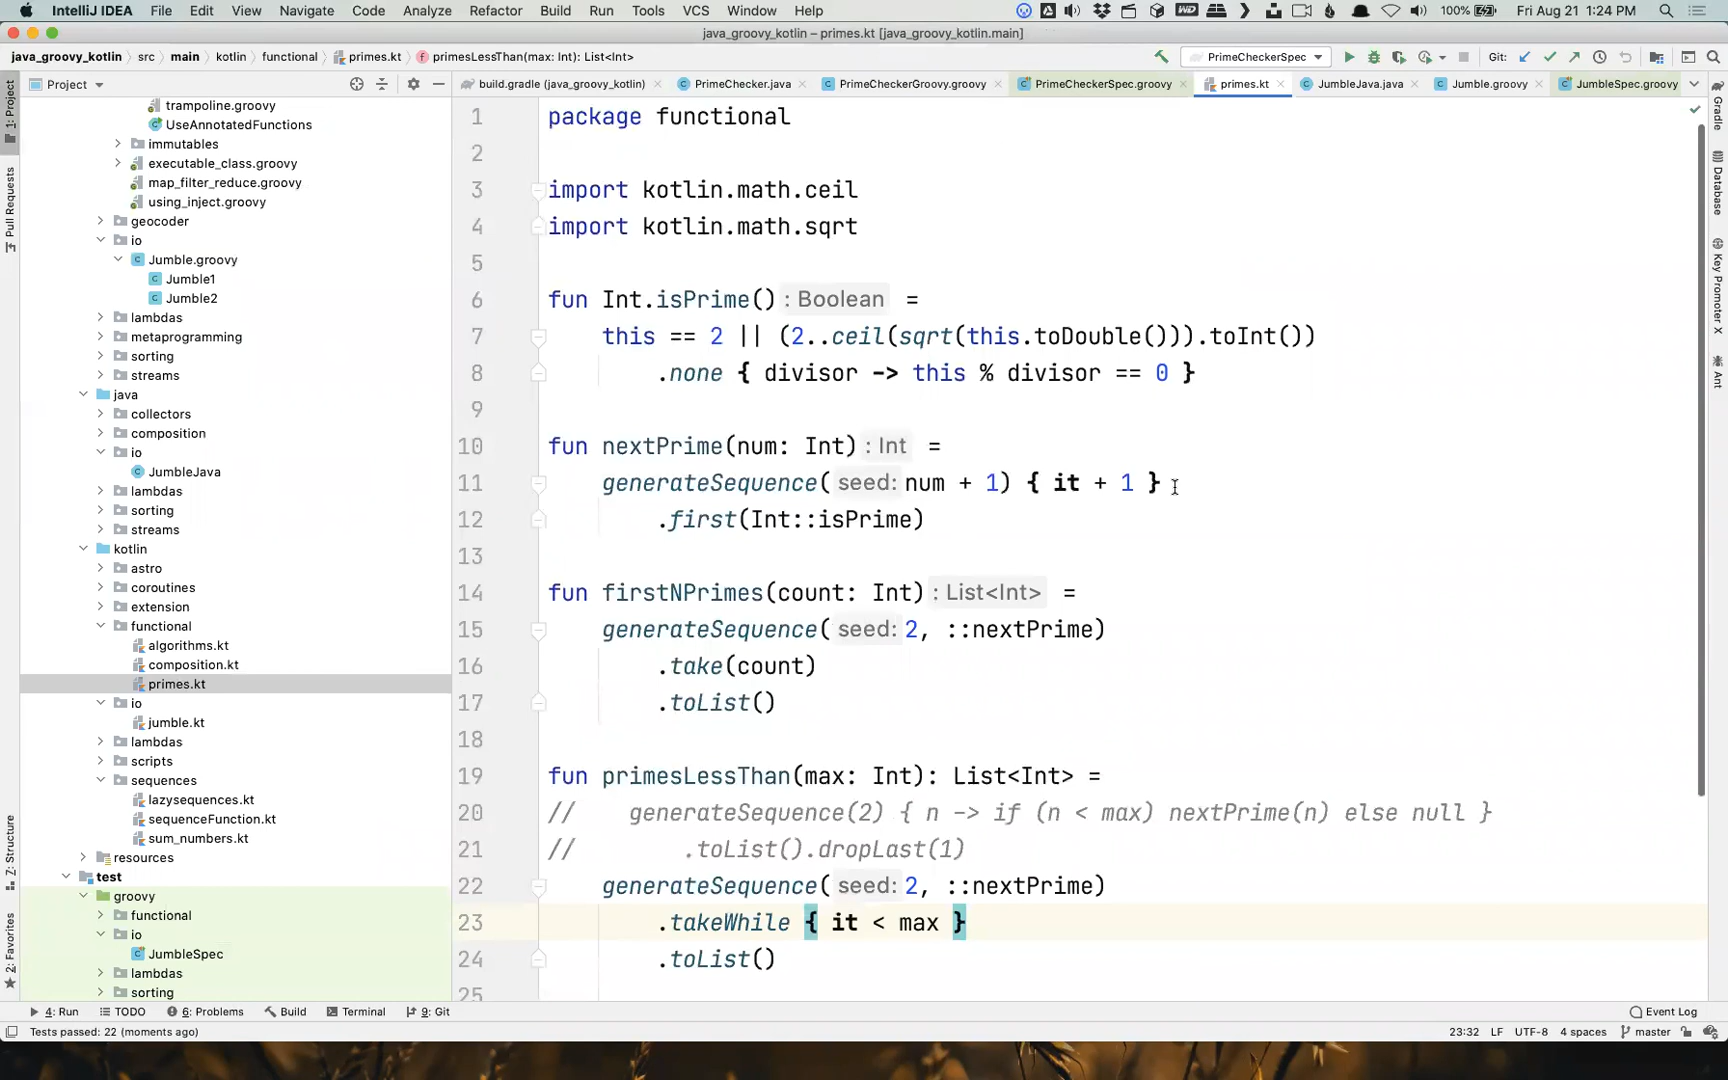 IntelliJ IDEA File Edit View Navigate Code Analyze Refactor Build Run Tools VCS Window Help 100% Fri Aug 21 1:24 PM
java_groovy_kotlin – primes.kt [java_groovy_kotlin.main]
java_groovy_kotlin src main kotlin functional primes.kt primesLessThan(max: Int): List<Int> PrimeCheckerSpec Git:
Project build.gradle (java_groovy_kotlin) PrimeChecker.java PrimeCheckerGroovy.groovy PrimeCheckerSpec.groovy primes.kt JumbleJava.java Jumble.groovy JumbleSpec.groovy
1: Project
Pull Requests
Z: Structure
2: Favorites
trampoline.groovy
UseAnnotatedFunctions
immutables
executable_class.groovy
map_filter_reduce.groovy
using_inject.groovy
geocoder
io
Jumble.groovy
Jumble1
Jumble2
lambdas
metaprogramming
sorting
streams
java
collectors
composition
io
JumbleJava
lambdas
sorting
streams
kotlin
astro
coroutines
extension
functional
algorithms.kt
composition.kt
primes.kt
io
jumble.kt
lambdas
scripts
sequences
lazysequences.kt
sequenceFunction.kt
sum_numbers.kt
resources
test
groovy
functional
io
JumbleSpec
lambdas
sorting
1 package functional
2
3 import kotlin.math.ceil
4 import kotlin.math.sqrt
5
6 fun Int.isPrime() : Boolean =
7 this == 2 || (2..ceil(sqrt(this.toDouble())).toInt())
8 .none { divisor -> this % divisor == 0 }
9
10 fun nextPrime(num: Int) : Int =
11 generateSequence( seed: num + 1) { it + 1 }
12 .first(Int::isPrime)
13
14 fun firstNPrimes(count: Int) : List<Int> =
15 generateSequence( seed: 2, ::nextPrime)
16 .take(count)
17 .toList()
18
19 fun primesLessThan(max: Int): List<Int> =
20 // generateSequence(2) { n -> if (n < max) nextPrime(n) else null }
21 // .toList().dropLast(1)
22 generateSequence( seed: 2, ::nextPrime)
23 .takeWhile { it < max }
24 .toList()
25
Gradle
Database
Key Promoter X
Ant
4: Run TODO 6: Problems Build Terminal 9: Git Event Log
Tests passed: 22 (moments ago) 23:32 LF UTF-8 4 spaces master